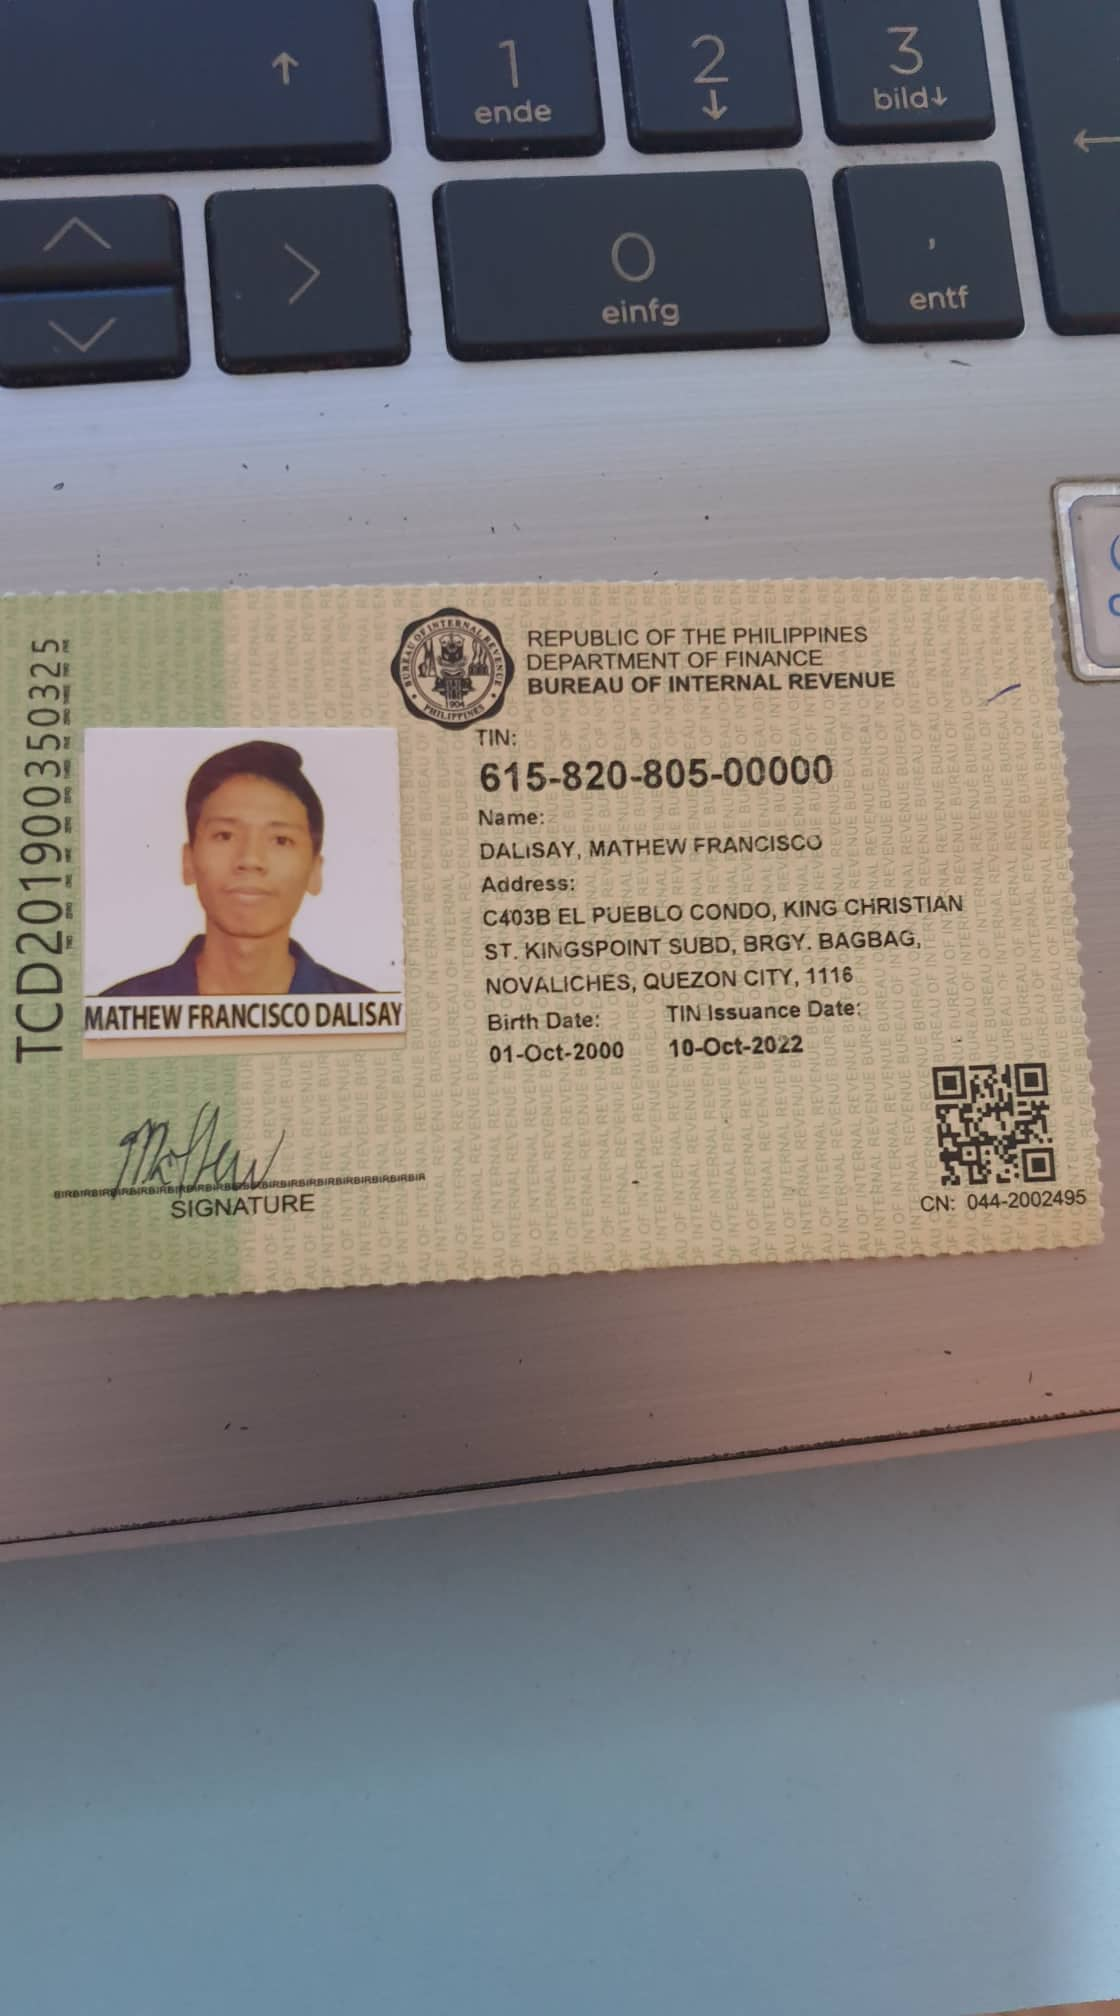 ↑
1
ende
2
↓
3
bild↓
←
0
einfg
,
entf
TCD201900350325
BUREAU OF INTERNAL REVENUE
1904
PHILIPPINES
REPUBLIC OF THE PHILIPPINES
DEPARTMENT OF FINANCE
BUREAU OF INTERNAL REVENUE
TIN:
615-820-805-00000
Name:
DALISAY, MATHEW FRANCISCO
Address:
C403B EL PUEBLO CONDO, KING CHRISTIAN
ST. KINGSPOINT SUBD, BRGY. BAGBAG,
NOVALICHES, QUEZON CITY, 1116
Birth Date: TIN Issuance Date:
01-Oct-2000 10-Oct-2022
MATHEW FRANCISCO DALISAY
Mathew
SIGNATURE
CN: 044-2002495